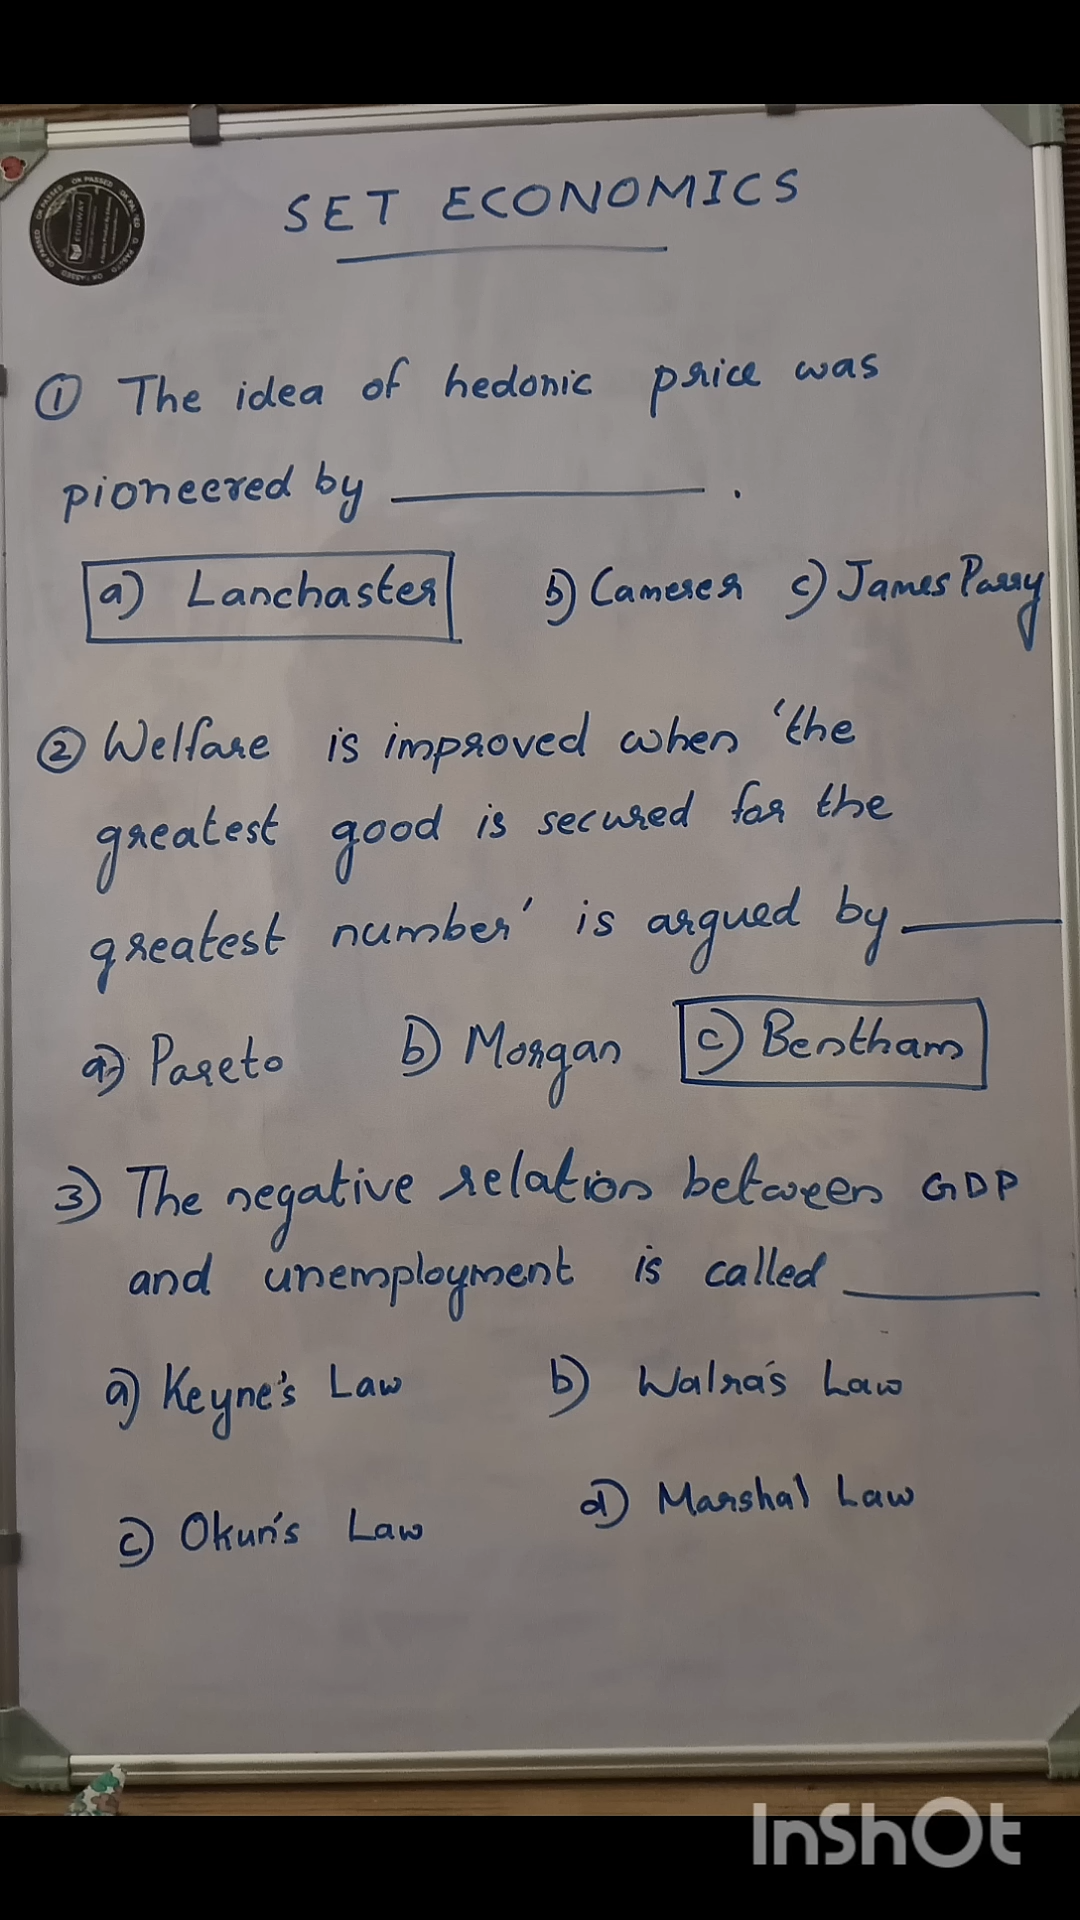 SET ECONOMICS
EDUWAY
① The idea of hedonic price was
pioneered by ________ .
a) Lanchaster b) Camerer c) James Parry
② Welfare is improved when 'the
greatest good is secured for the
greatest number' is argued by ____
a) Pareto b) Morgan c) Bentham
3) The negative relation between GDP
and unemployment is called ____
a) Keyne's Law b) Walra's Law
c) Okun's Law d) Marshal Law
InShOt